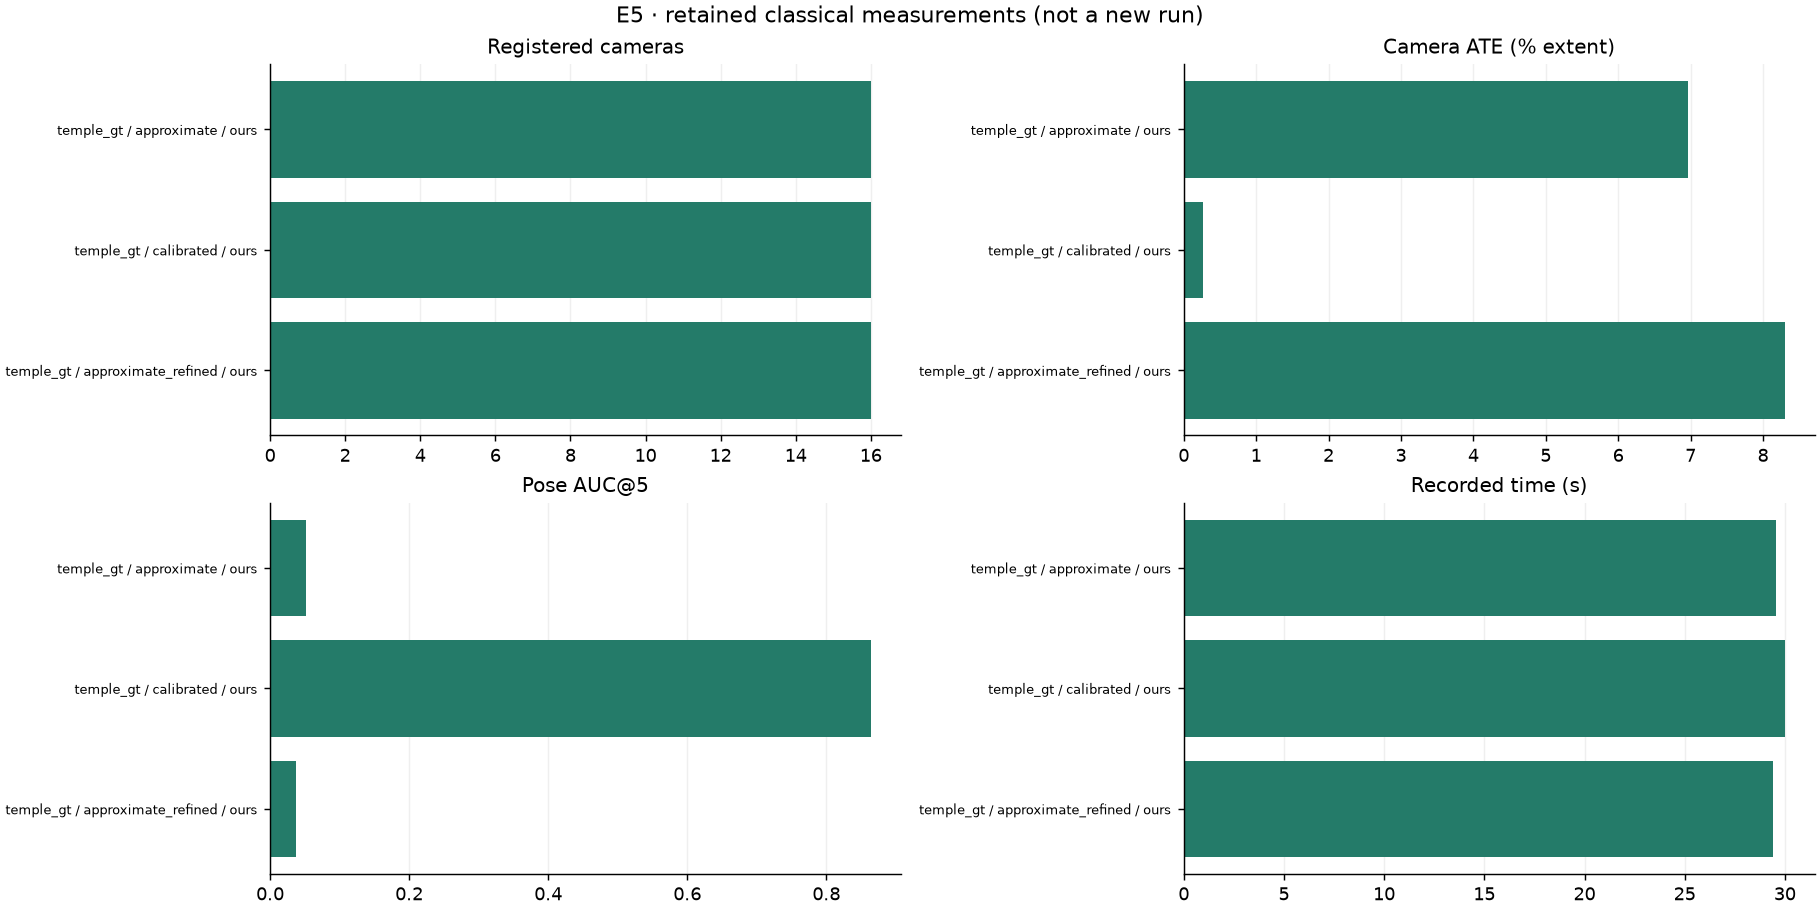 E5 · retained classical measurements (not a new run)
Registered cameras
temple_gt / approximate / ours
temple_gt / calibrated / ours
temple_gt / approximate_refined / ours
0 2 4 6 8 10 12 14 16
Camera ATE (% extent)
temple_gt / approximate / ours
temple_gt / calibrated / ours
temple_gt / approximate_refined / ours
0 1 2 3 4 5 6 7 8
Pose AUC@5
temple_gt / approximate / ours
temple_gt / calibrated / ours
temple_gt / approximate_refined / ours
0.0 0.2 0.4 0.6 0.8
Recorded time (s)
temple_gt / approximate / ours
temple_gt / calibrated / ours
temple_gt / approximate_refined / ours
0 5 10 15 20 25 30